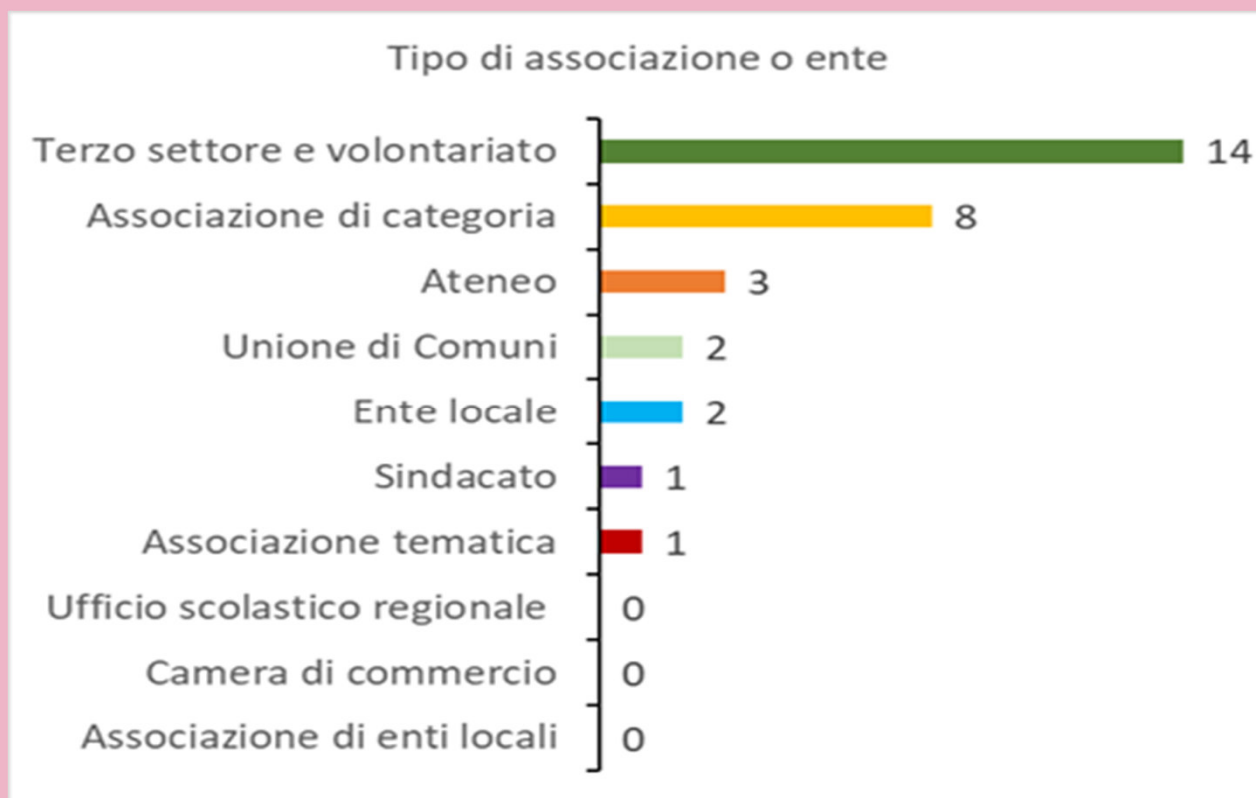 Tipo di associazione o ente
Terzo settore e volontariato 14
Associazione di categoria 8
Ateneo 3
Unione di Comuni 2
Ente locale 2
Sindacato 1
Associazione tematica 1
Ufficio scolastico regionale 0
Camera di commercio 0
Associazione di enti locali 0